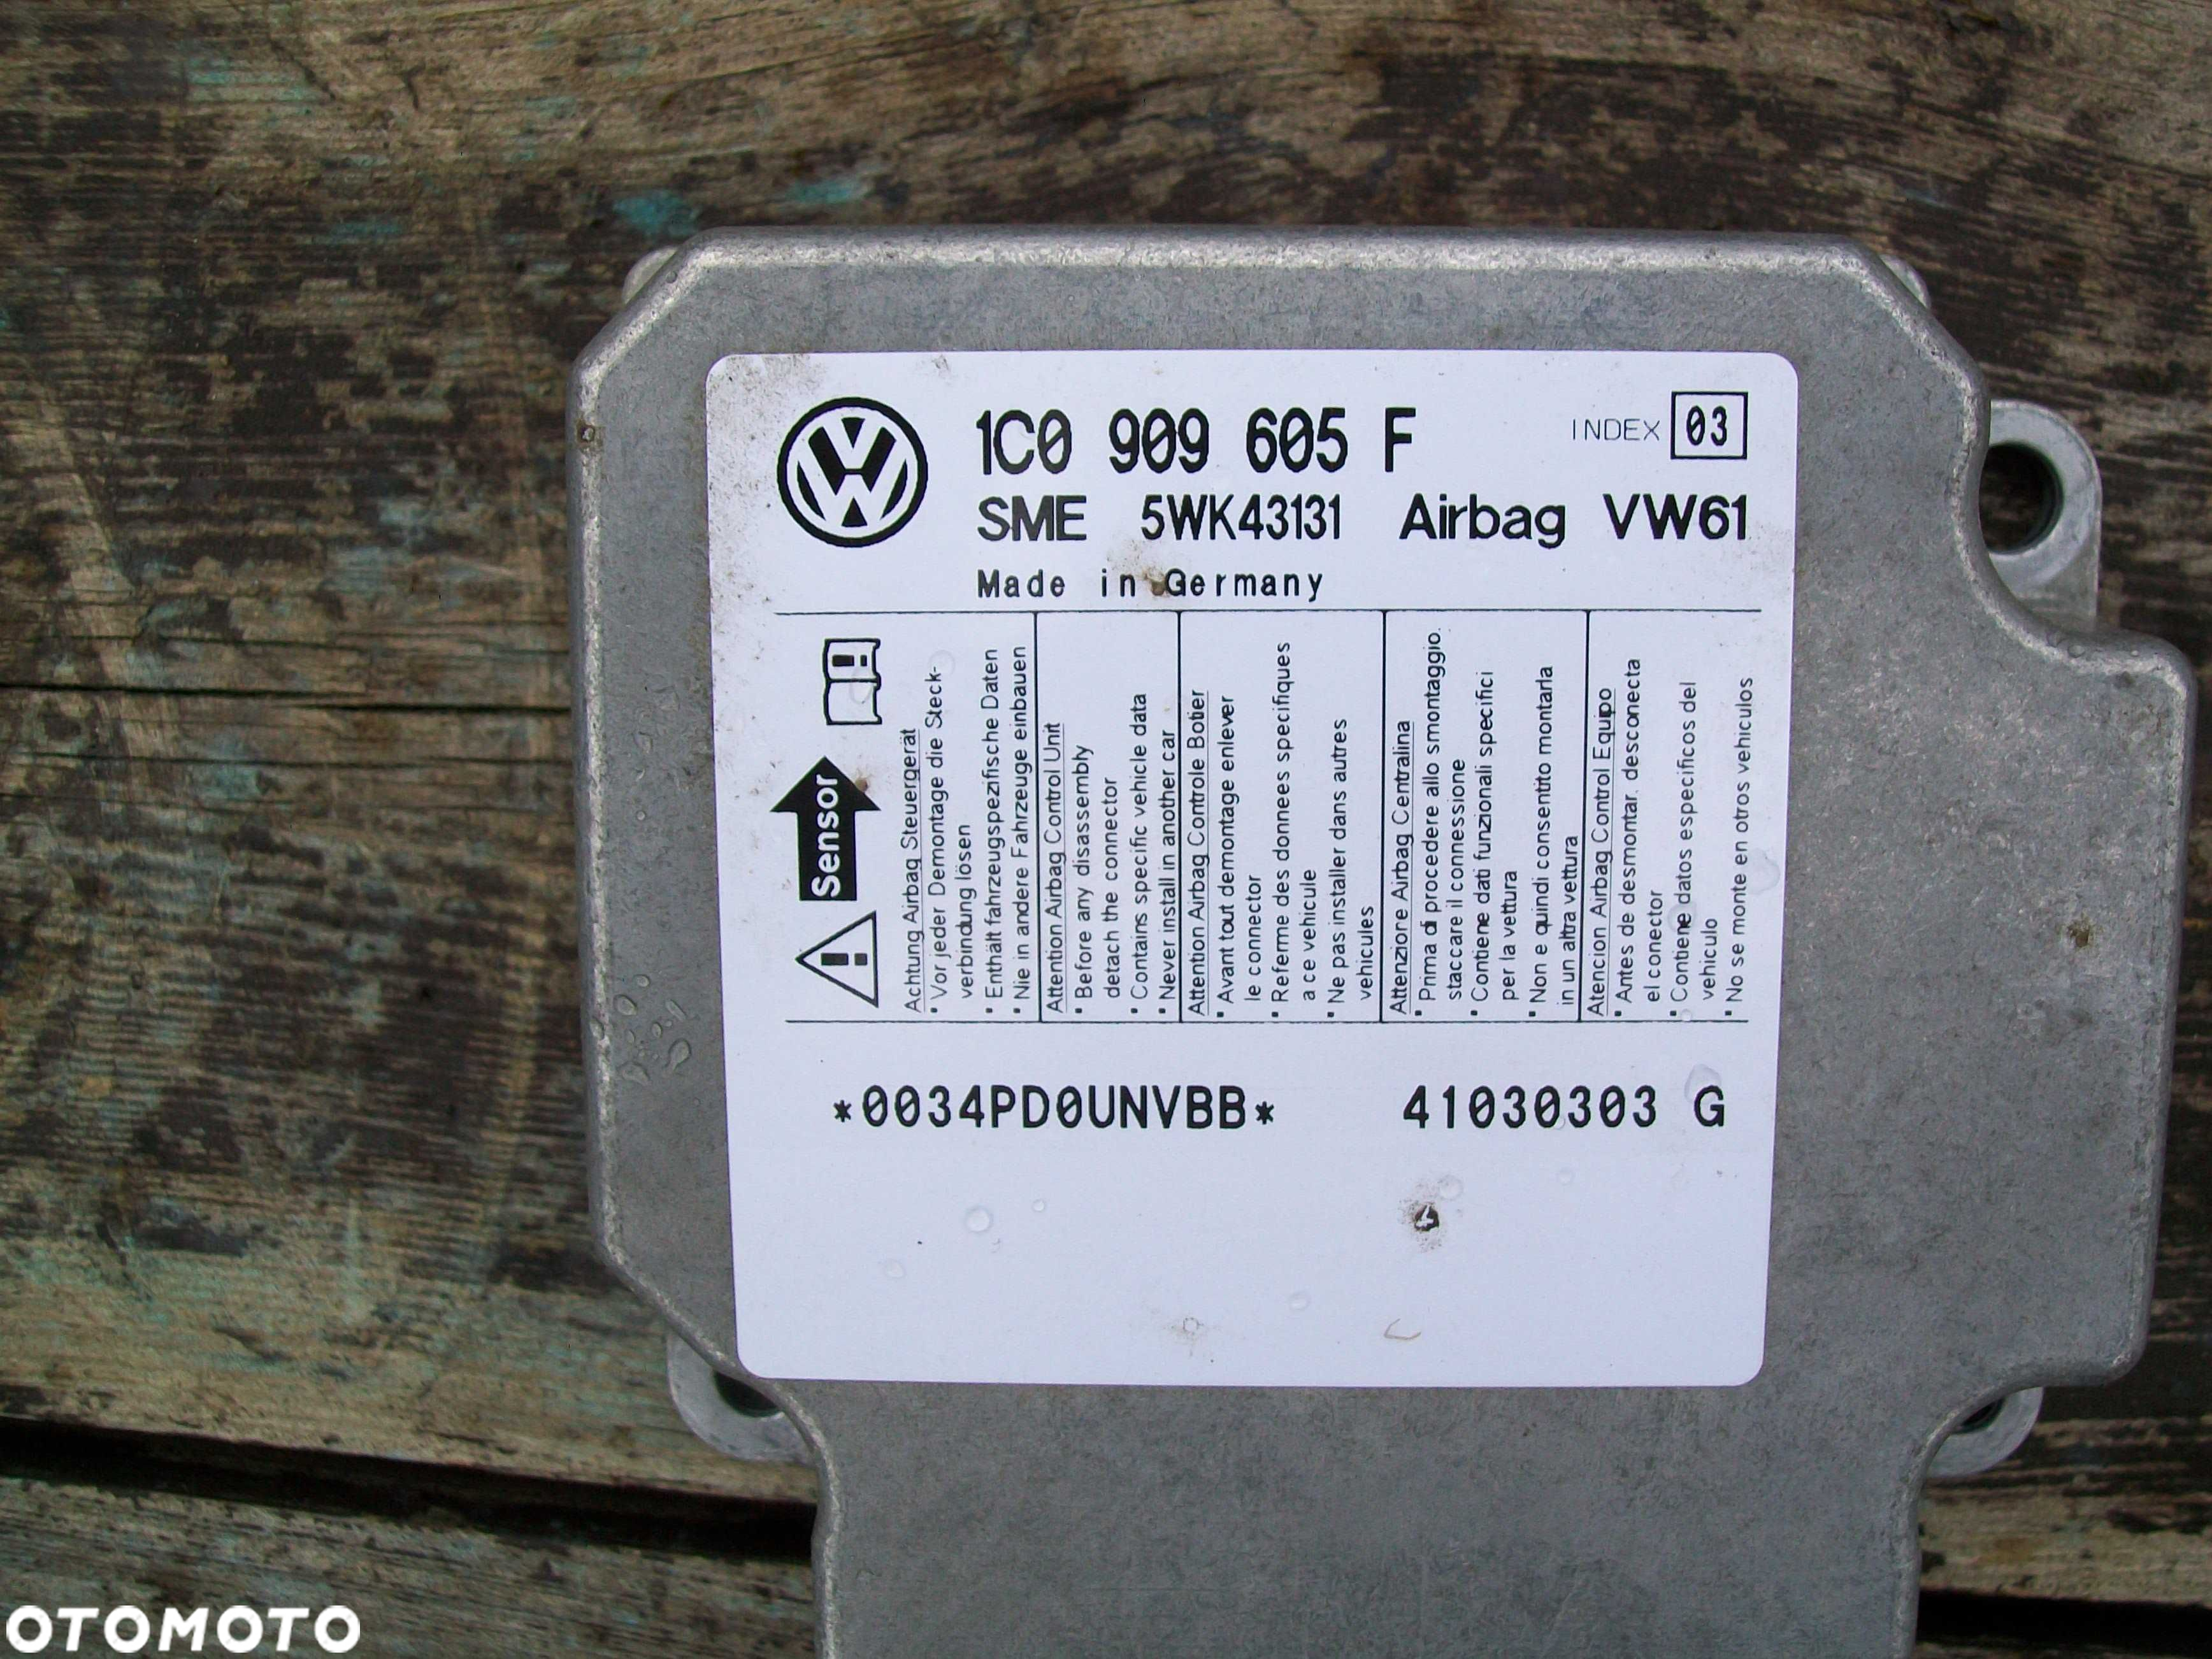 1C0 909 605 F INDEX 03
SME 5WK43131 Airbag VW61
Made in Germany
Sensor
Achtung Airbag Steuergerät
• Vor jeder Demontage die Steck-
verbindung lösen
• Enthält fahrzeugspezifische Daten
• Nie in andere Fahrzeuge einbauen
Attention Airbag Control Unit
• Before any disassembly
detach the connector
• Contains specific vehicle data
• Never install in another car
Attention Airbag Controle Botier
• Avant tout demontage enlever
le connector
• Referme des donnees specifiques
a ce vehicule
• Ne pas installer dans autres
vehicules
Attenzione Airbag Centralina
• Prima di procedere allo smontaggio.
staccare il connessione
• Contiene dati funzionali specifici
per la vettura
• Non e quindi consentito montarla
in un altra vettura
Atencion Airbag Control Equipo
• Antes de desmontar, desconecta
el conector
• Contiene datos especificos del
vehiculo
• No se monte en otros vehiculos
*0034PD0UNVBB* 41030303 G
OTOMOTO